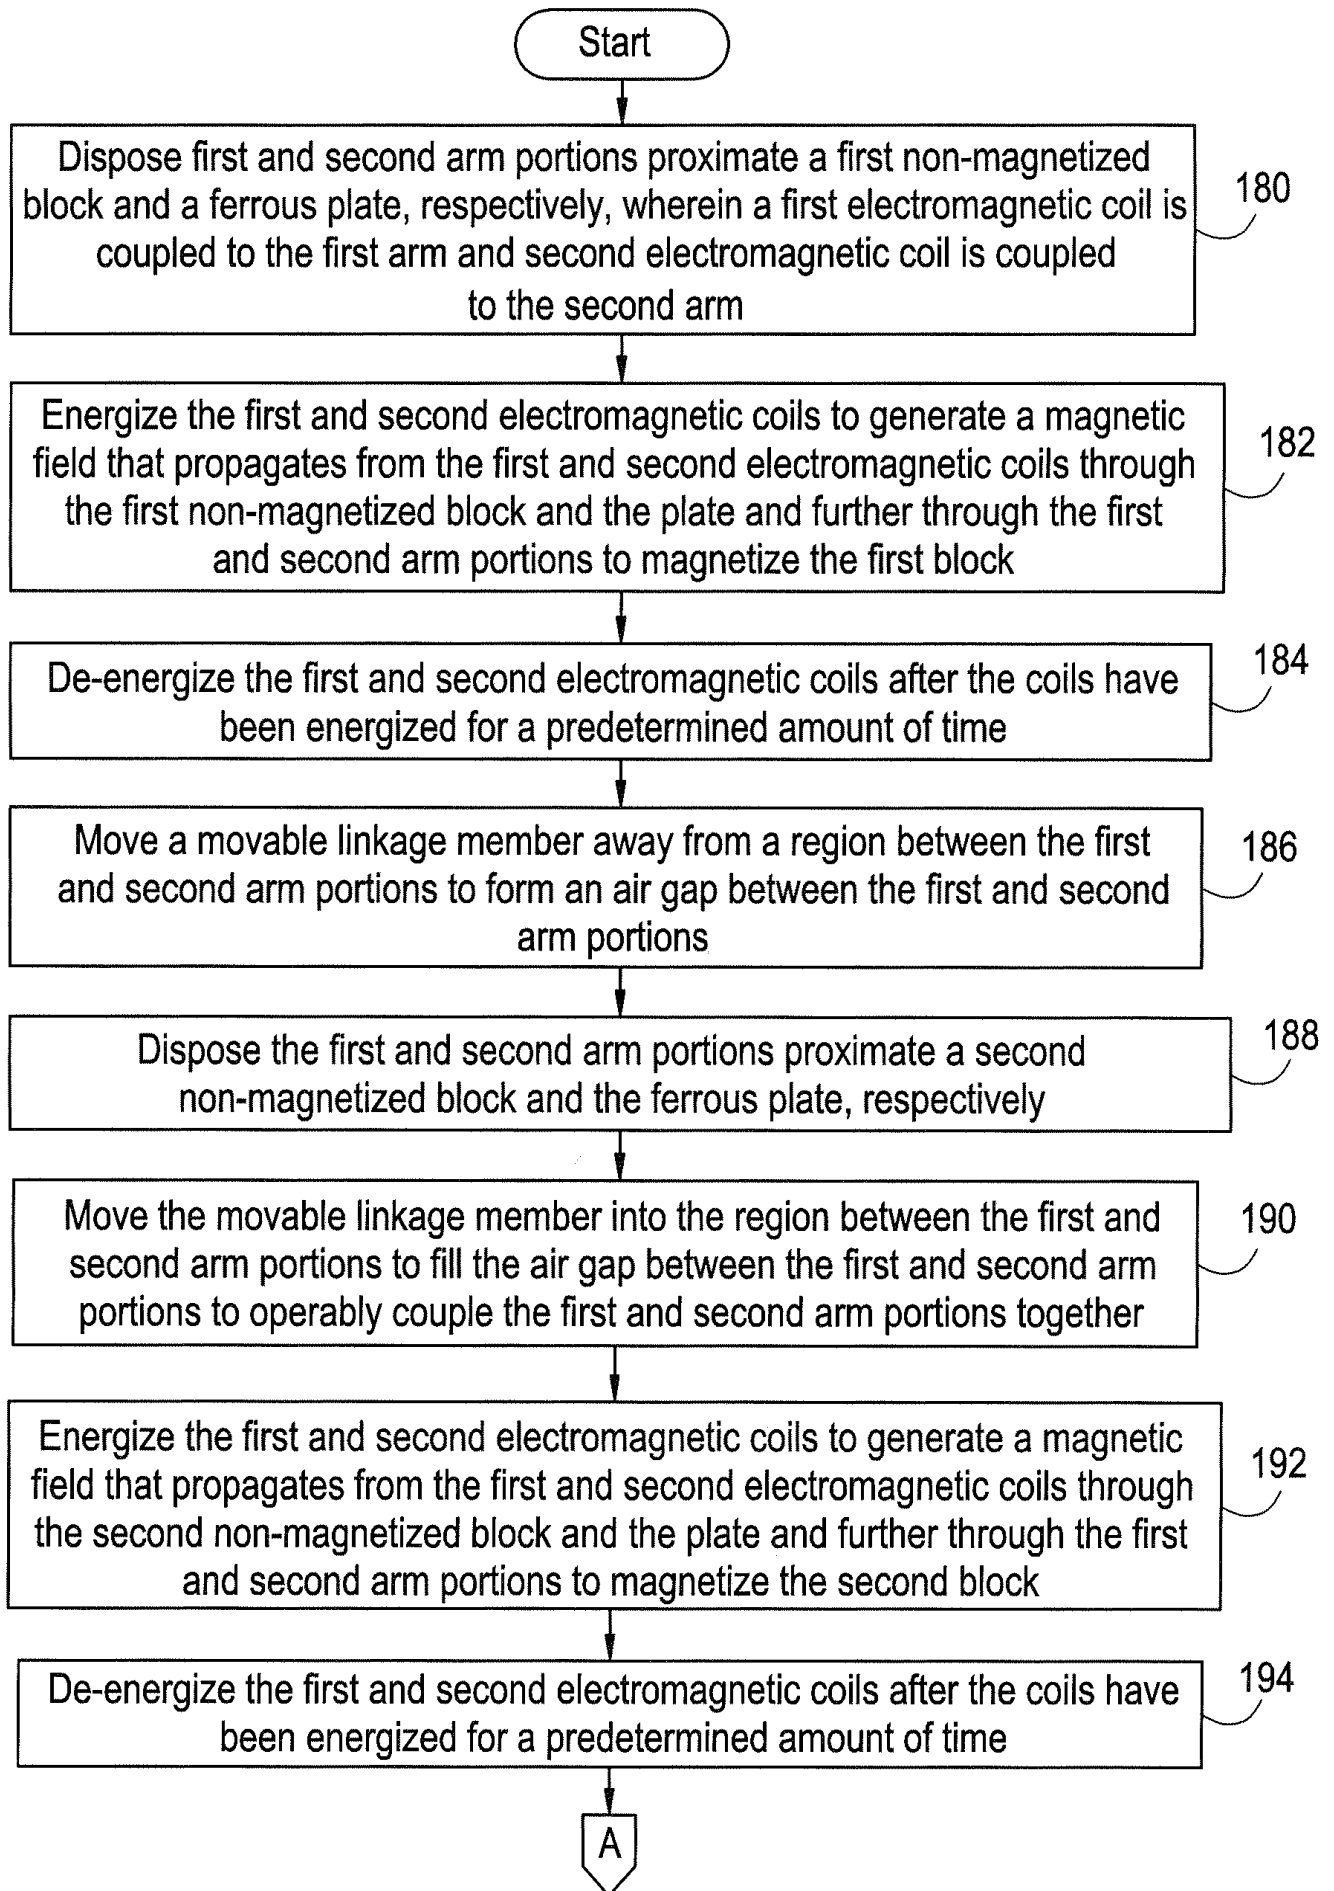 Start
Dispose first and second arm portions proximate a first non-magnetized
block and a ferrous plate, respectively, wherein a first electromagnetic coil is
coupled to the first arm and second electromagnetic coil is coupled
to the second arm
180
Energize the first and second electromagnetic coils to generate a magnetic
field that propagates from the first and second electromagnetic coils through
the first non-magnetized block and the plate and further through the first
and second arm portions to magnetize the first block
182
De-energize the first and second electromagnetic coils after the coils have
been energized for a predetermined amount of time
184
Move a movable linkage member away from a region between the first
and second arm portions to form an air gap between the first and second
arm portions
186
Dispose the first and second arm portions proximate a second
non-magnetized block and the ferrous plate, respectively
188
Move the movable linkage member into the region between the first and
second arm portions to fill the air gap between the first and second arm
portions to operably couple the first and second arm portions together
190
Energize the first and second electromagnetic coils to generate a magnetic
field that propagates from the first and second electromagnetic coils through
the second non-magnetized block and the plate and further through the first
and second arm portions to magnetize the second block
192
De-energize the first and second electromagnetic coils after the coils have
been energized for a predetermined amount of time
194
A